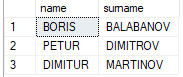 name surname
1 BORIS BALABANOV
2 PETUR DIMITROV
3 DIMITUR MARTINOV